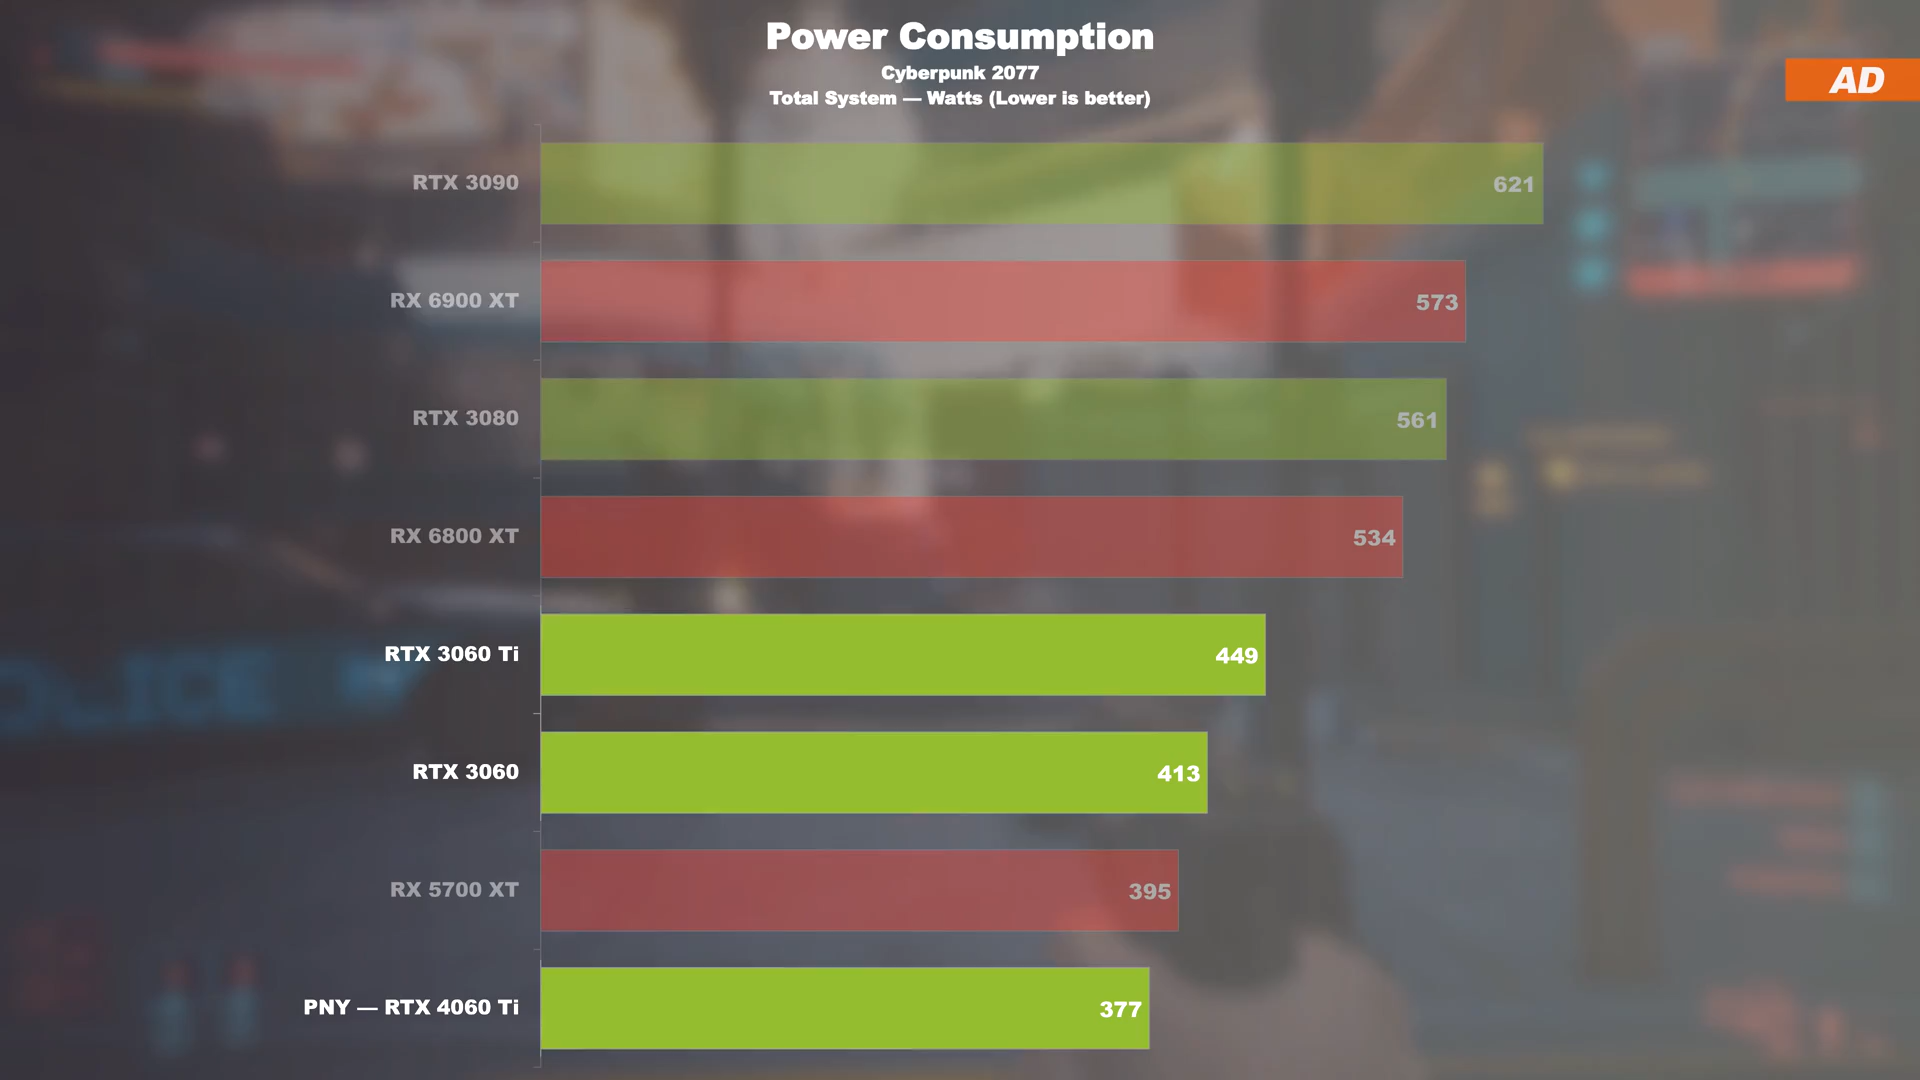 Power Consumption
Cyberpunk 2077
Total System — Watts (Lower is better)
AD
RTX 3090 621
RX 6900 XT 573
RTX 3080 561
RX 6800 XT 534
RTX 3060 Ti 449
RTX 3060 413
RX 5700 XT 395
PNY — RTX 4060 Ti 377